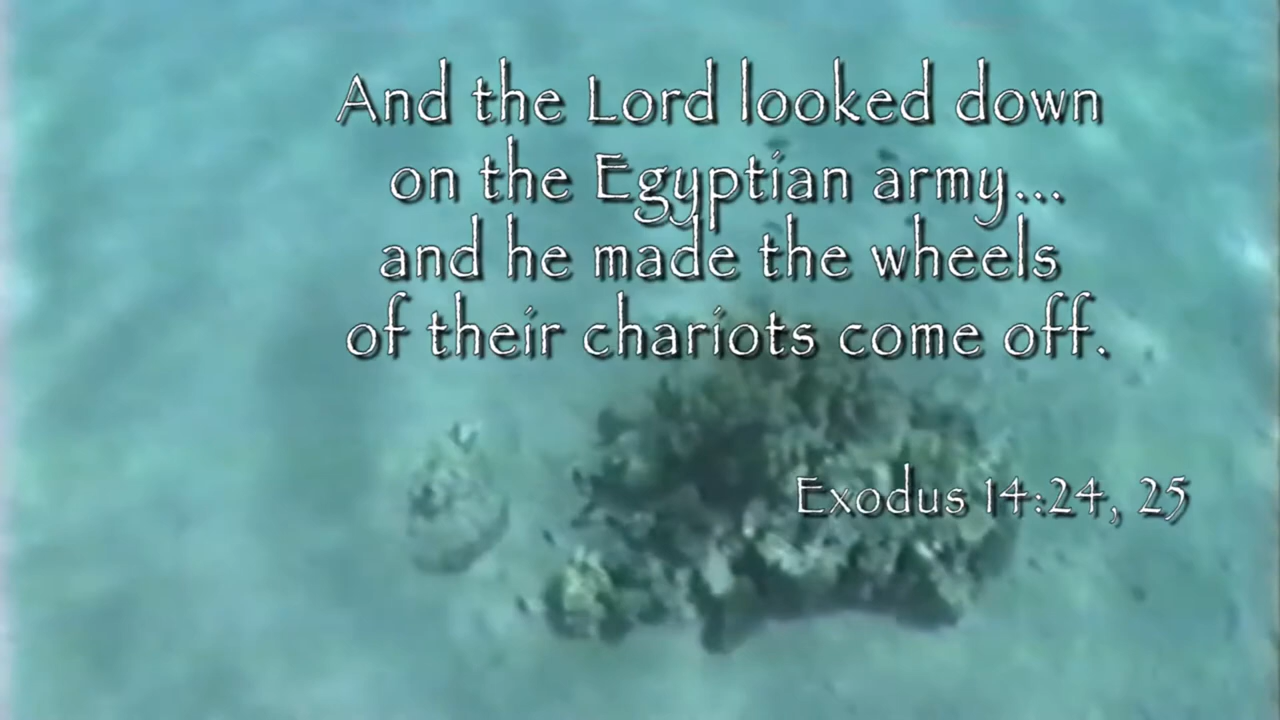 And the Lord looked down
on the Egyptian army...
and he made the wheels
of their chariots come off.
Exodus 14:24, 25